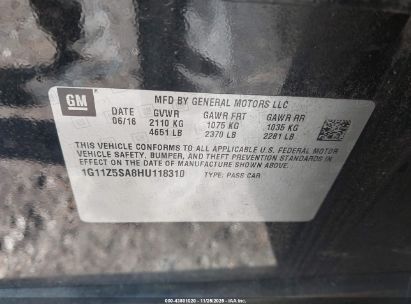 GM
MFD BY GENERAL MOTORS LLC
DATE GVWR GAWR FRT GAWR RR
06/16 2110 KG 1075 KG 1035 KG
4651 LB 2370 LB 2281 LB
THIS VEHICLE CONFORMS TO ALL APPLICABLE U.S. FEDERAL MOTOR
VEHICLE SAFETY, BUMPER, AND THEFT PREVENTION STANDARDS IN
EFFECT ON THE DATE OF MANUFACTURE SHOWN ABOVE.
1G11Z5SA8HU118310 TYPE: PASS CAR